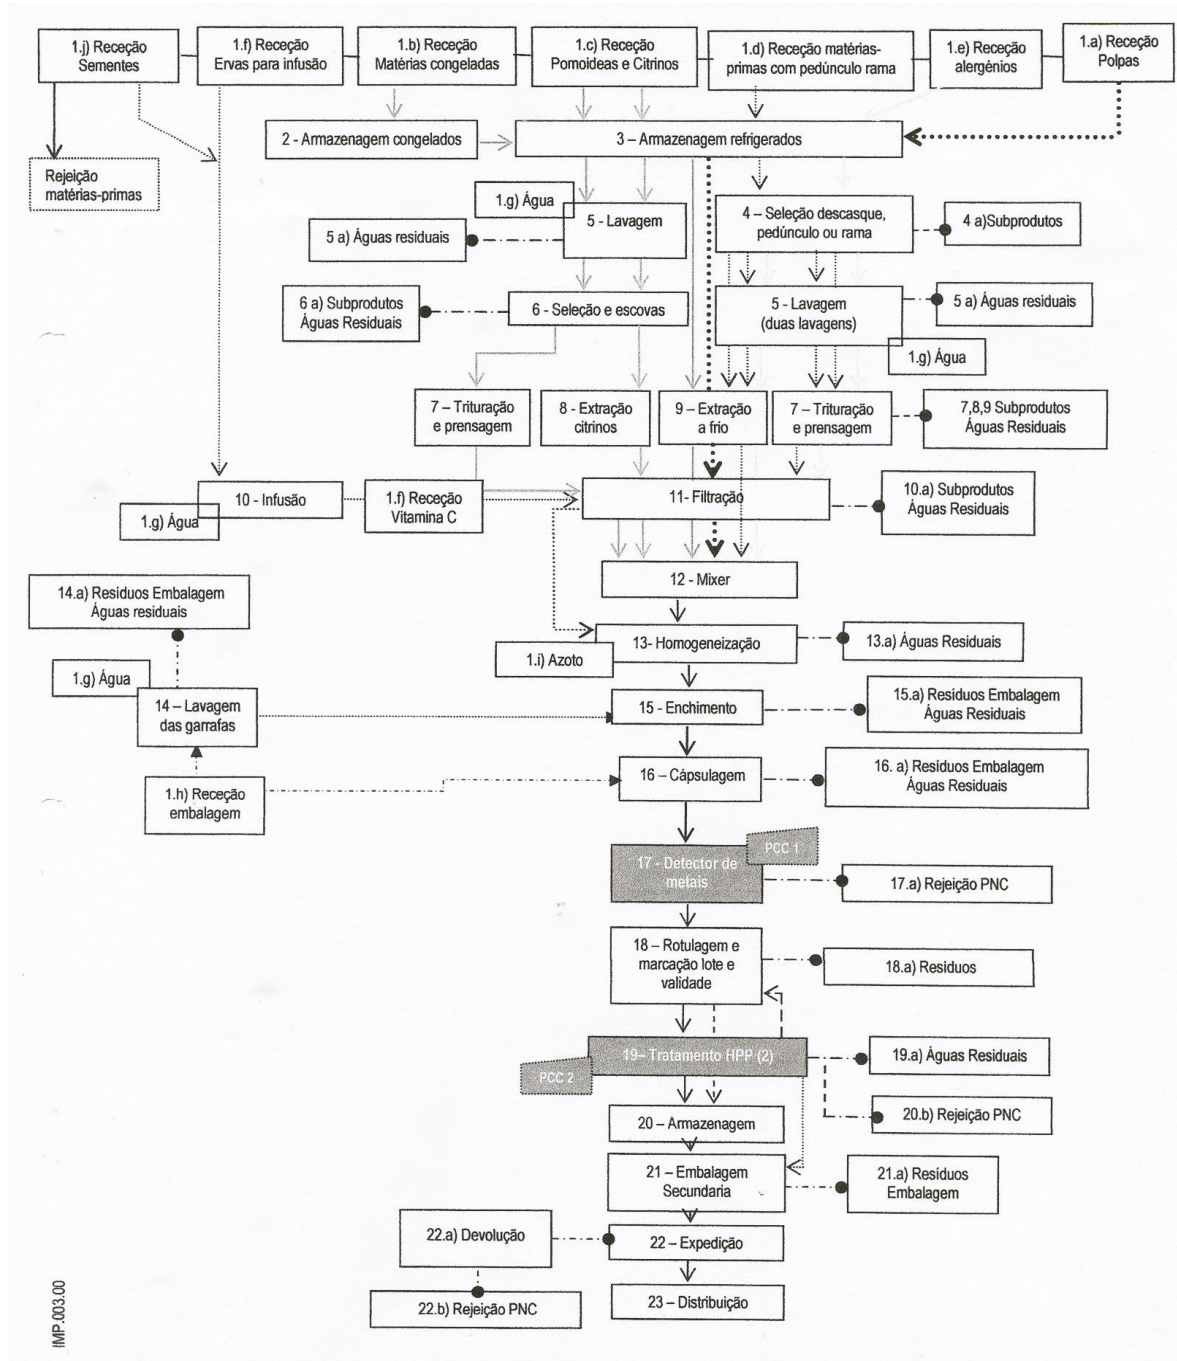 1.j) Receção
Sementes
1.f) Receção
Ervas para infusão
1.b) Receção
Matérias congeladas
1.c) Receção
Pomoideas e Citrinos
1.d) Receção matérias-
primas com pedúnculo rama
1.e) Receção
alergénios
1.a) Receção
Polpas
2 - Armazenagem congelados
3 – Armazenagem refrigerados
Rejeição
matérias-primas
1.g) Água
5 - Lavagem
4 – Seleção descasque,
pedúnculo ou rama
4 a)Subprodutos
5 a) Águas residuais
6 a) Subprodutos
Águas Residuais
6 - Seleção e escovas
5 - Lavagem
(duas lavagens)
5 a) Águas residuais
1.g) Água
7 – Trituração
e prensagem
8 - Extração
citrinos
9 – Extração
a frio
7 – Trituração
e prensagem
7,8,9 Subprodutos
Águas Residuais
10 - Infusão
1.g) Água
1.f) Receção
Vitamina C
11- Filtração
10.a) Subprodutos
Águas Residuais
12 - Mixer
14.a) Resíduos Embalagem
Águas residuais
13- Homogeneização
1.i) Azoto
13.a) Águas Residuais
1.g) Água
14 – Lavagem
das garrafas
15 - Enchimento
15.a) Resíduos Embalagem
Águas Residuais
1.h) Receção
embalagem
16 – Cápsulagem
16. a) Resíduos Embalagem
Águas Residuais
PCC 1
17 - Detector de
metais
17.a) Rejeição PNC
18 – Rotulagem e
marcação lote e
validade
18.a) Resíduos
19– Tratamento HPP (2)
PCC 2
19.a) Águas Residuais
20.b) Rejeição PNC
20 – Armazenagem
21 – Embalagem
Secundaria
21.a) Resíduos
Embalagem
22.a) Devolução
22 – Expedição
22.b) Rejeição PNC
23 – Distribuição
IMP.003.00